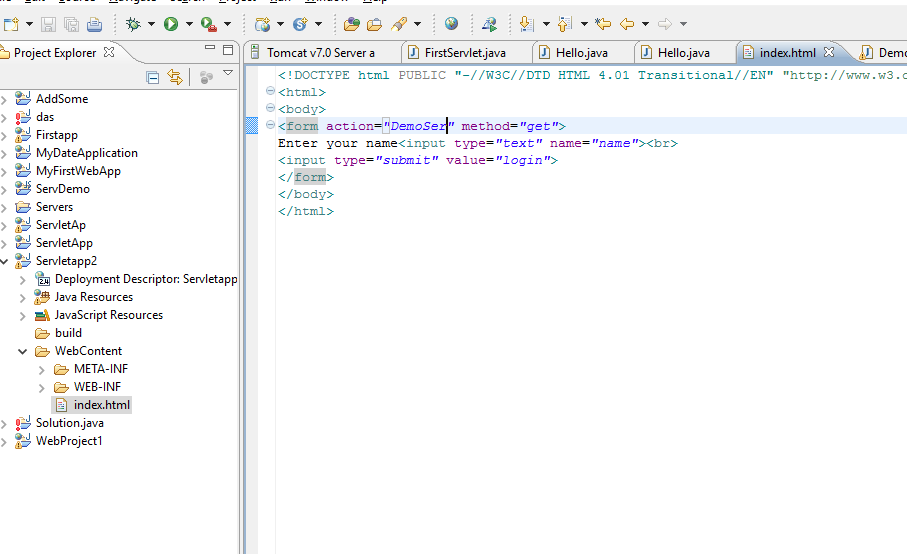 Project Explorer
Tomcat v7.0 Server a
FirstServlet.java
Hello.java
Hello.java
index.html
Demo
AddSome
das
Firstapp
MyDateApplication
MyFirstWebApp
ServDemo
Servers
ServletAp
ServletApp
Servletapp2
Deployment Descriptor: Servletapp
Java Resources
JavaScript Resources
build
WebContent
META-INF
WEB-INF
index.html
Solution.java
WebProject1
<!DOCTYPE html PUBLIC "-//W3C//DTD HTML 4.01 Transitional//EN" "http://www.w3.o
<html>
<body>
<form action="DemoSer" method="get">
Enter your name<input type="text" name="name"><br>
<input type="submit" value="login">
</form>
</body>
</html>